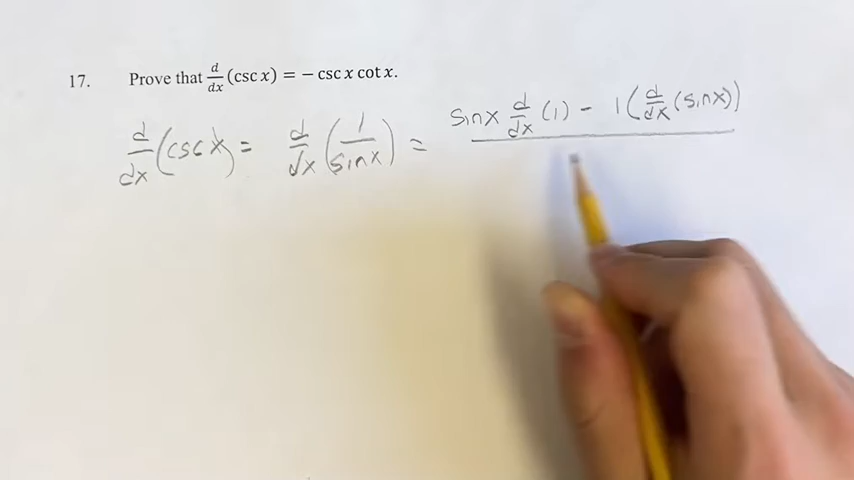 17. Prove that d/dx (csc x) = − csc x cot x.
d/dx (csc x) = d/dx (1/sin x) = sin x d/dx (1) − 1(d/dx (sin x))